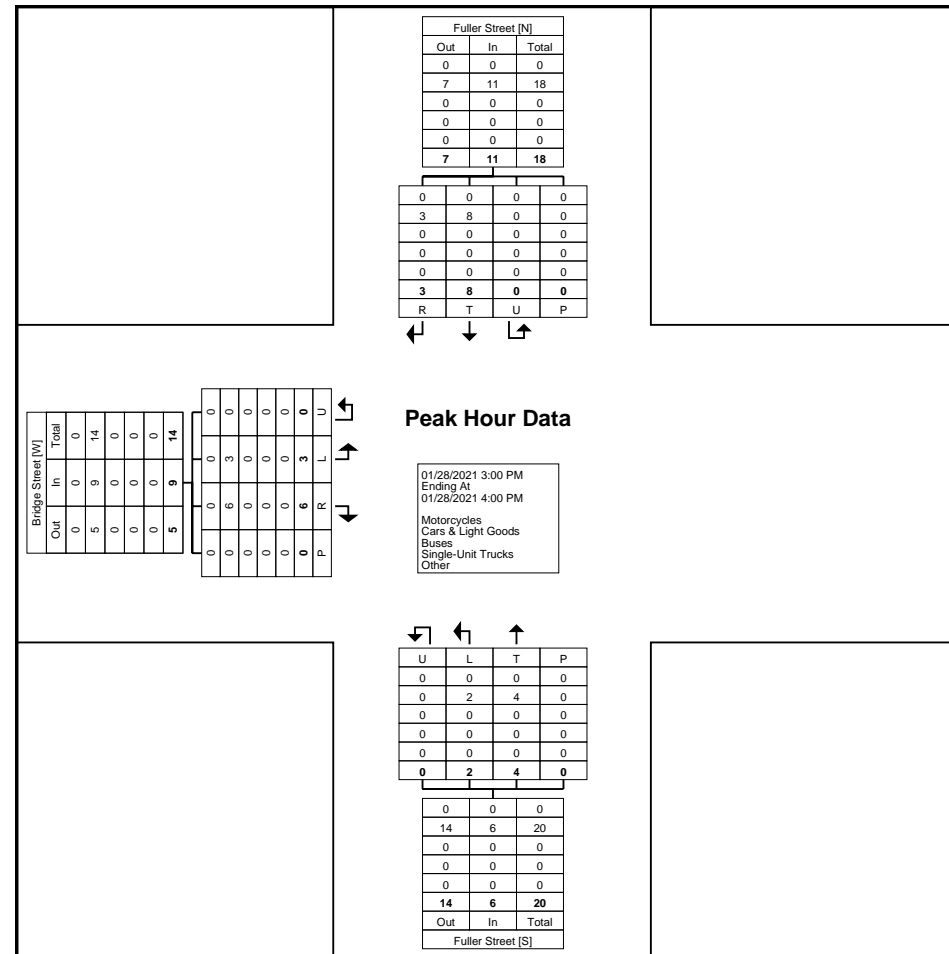 Fuller Street [N]
Out In Total
0 0 0
7 11 18
0 0 0
0 0 0
0 0 0
7 11 18
0 0 0 0
3 8 0 0
0 0 0 0
0 0 0 0
0 0 0 0
3 8 0 0
R T U P
Bridge Street [W]
Out In Total
0 0 0
5 9 14
0 0 0
0 0 0
0 0 0
5 9 14
0 0 0 0
0 6 3 0
0 0 0 0
0 0 0 0
0 0 0 0
0 6 3 0
P R L U
Peak Hour Data
01/28/2021 3:00 PM
Ending At
01/28/2021 4:00 PM
Motorcycles
Cars & Light Goods
Buses
Single-Unit Trucks
Other
U L T P
0 0 0 0
0 2 4 0
0 0 0 0
0 0 0 0
0 0 0 0
0 2 4 0
0 0 0
14 6 20
0 0 0
0 0 0
0 0 0
14 6 20
Out In Total
Fuller Street [S]